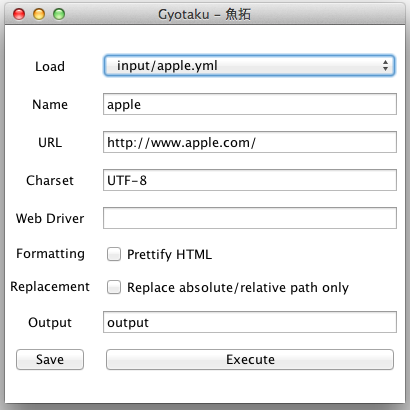 Gyotaku - 魚拓
Load input/apple.yml
Name apple
URL http://www.apple.com/
Charset UTF-8
Web Driver
Formatting Prettify HTML
Replacement Replace absolute/relative path only
Output output
Save Execute